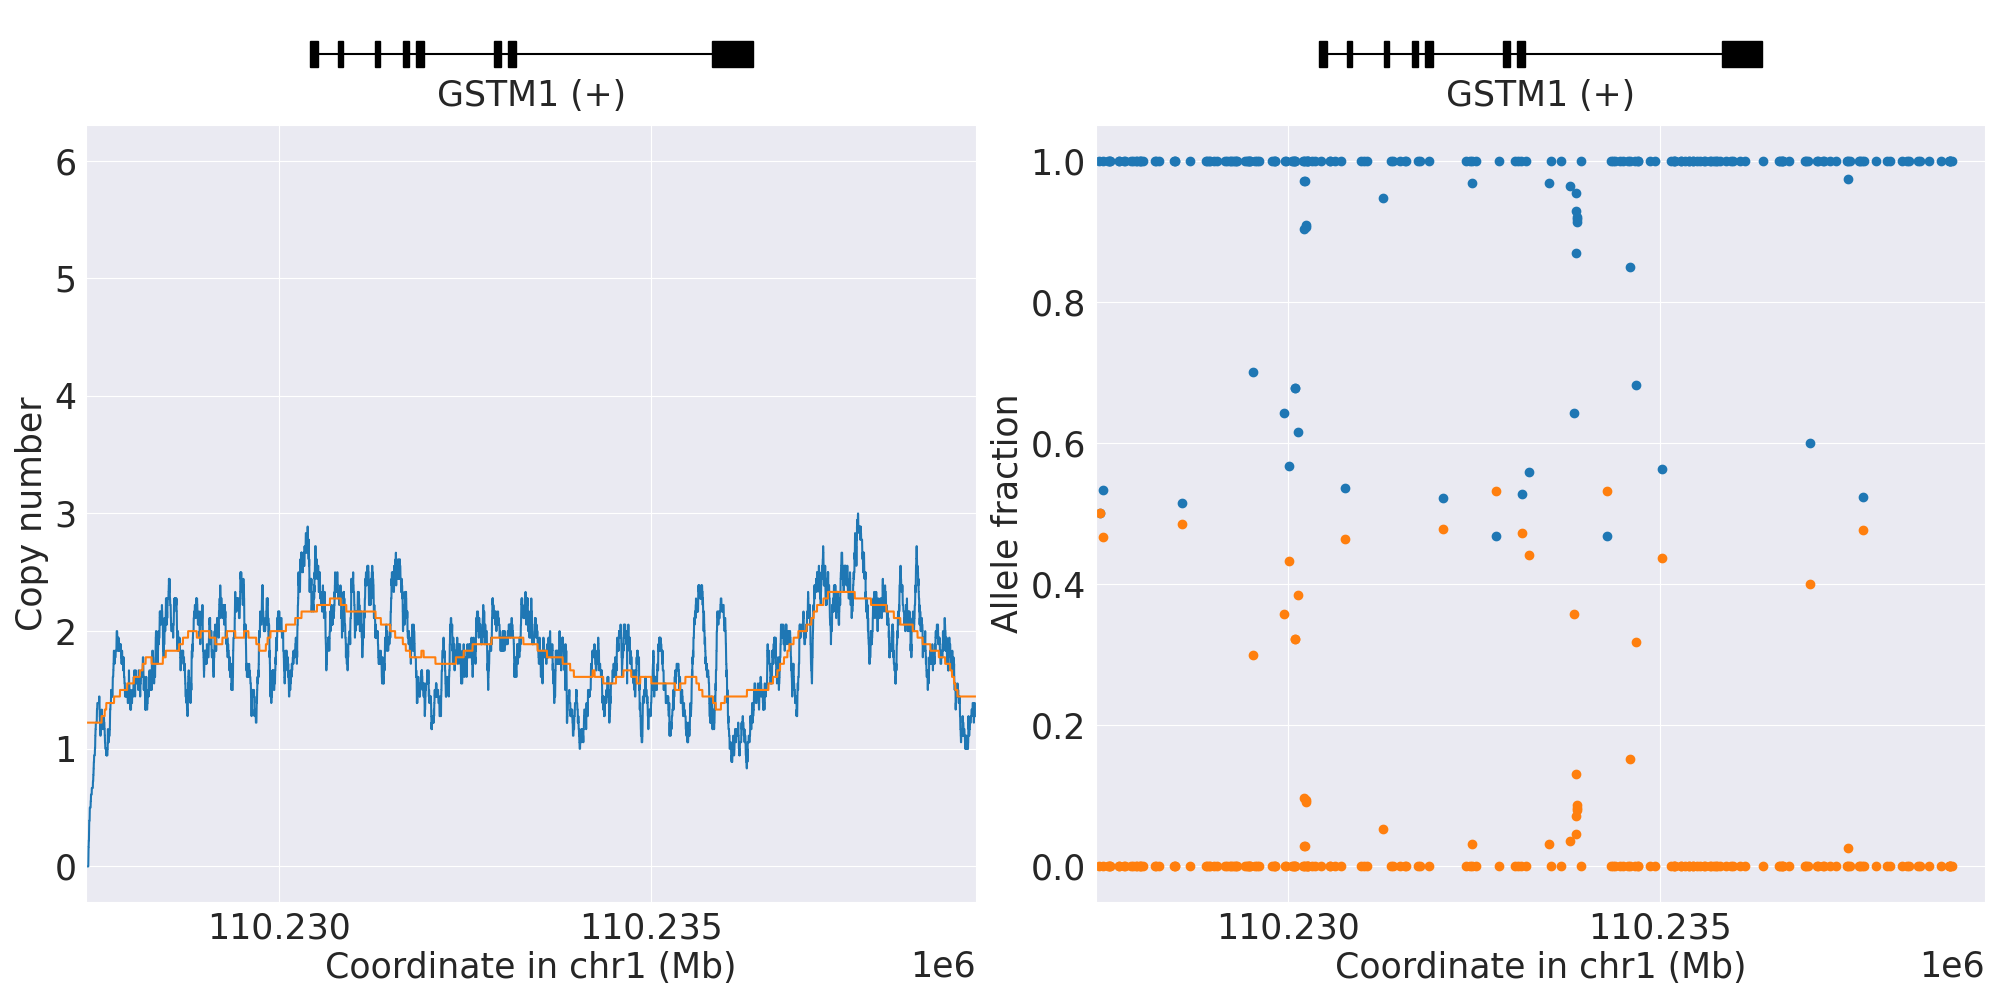 GSTM1 (+)
Copy number
6
5
4
3
2
1
0
110.230
110.235
Coordinate in chr1 (Mb)
1e6
GSTM1 (+)
Allele fraction
1.0
0.8
0.6
0.4
0.2
0.0
110.230
110.235
Coordinate in chr1 (Mb)
1e6